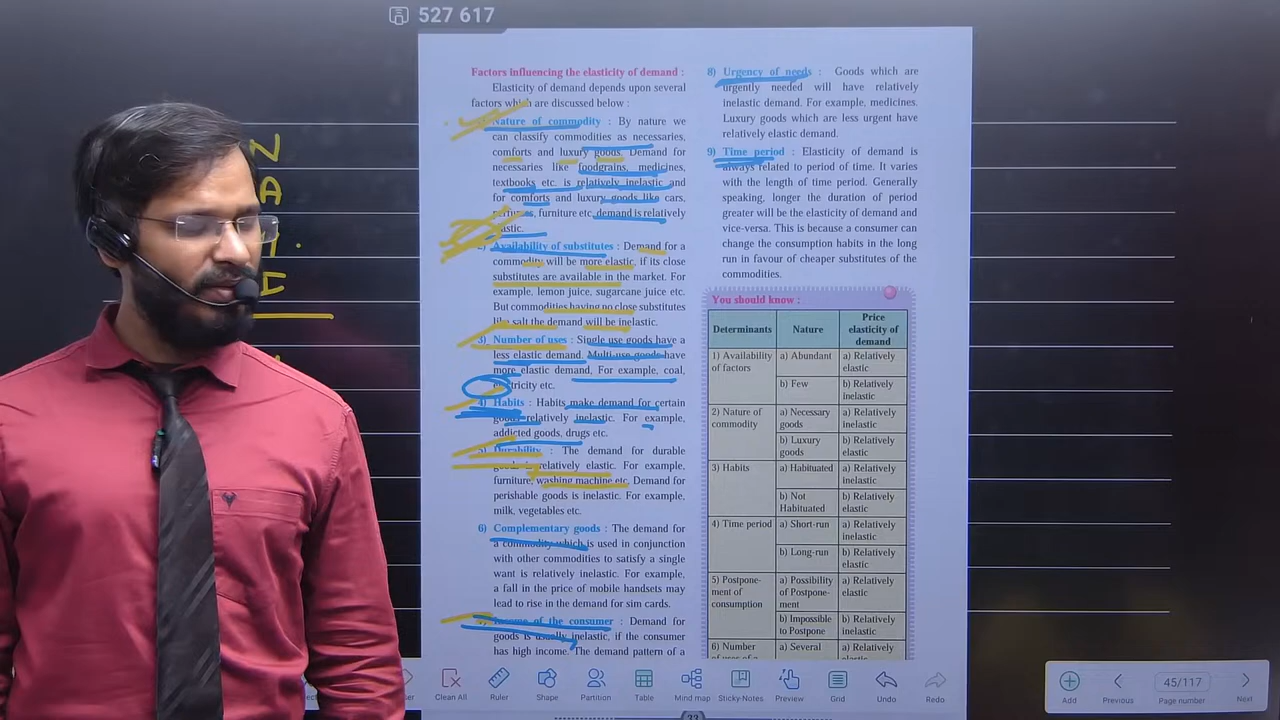 527 617
N
A
Factors influencing the elasticity of demand :
Elasticity of demand depends upon several
factors which are discussed below :
Nature of commodity : By nature we
can classify commodities as necessaries,
comforts and luxury goods. Demand for
necessaries like foodgrains, medicines,
textbooks etc. is relatively inelastic and
for comforts and luxury goods like cars,
perfumes, furniture etc. demand is relatively
elastic.
2) Availability of substitutes : Demand for a
commodity will be more elastic, if its close
substitutes are available in the market. For
example, lemon juice, sugarcane juice etc.
But commodities having no close substitutes
like salt the demand will be inelastic.
3) Number of uses : Single use goods have a
less elastic demand. Multi-use goods have
more elastic demand, For example, coal,
electricity etc.
4) Habits : Habits make demand for certain
goods relatively inelastic. For example,
addicted goods, drugs etc.
5) Durability : The demand for durable
goods is relatively elastic. For example,
furniture, washing machine etc. Demand for
perishable goods is inelastic. For example,
milk, vegetables etc.
6) Complementary goods : The demand for
a commodity which is used in conjunction
with other commodities to satisfy a single
want is relatively inelastic. For example,
a fall in the price of mobile handsets may
lead to rise in the demand for sim cards.
Income of the consumer : Demand for
goods is usually inelastic, if the consumer
has high income. The demand pattern of a
8) Urgency of needs : Goods which are
urgently needed will have relatively
inelastic demand. For example, medicines.
Luxury goods which are less urgent have
relatively elastic demand.
9) Time period : Elasticity of demand is
always related to period of time. It varies
with the length of time period. Generally
speaking, longer the duration of period
greater will be the elasticity of demand and
vice-versa. This is because a consumer can
change the consumption habits in the long
run in favour of cheaper substitutes of the
commodities.
You should know :
Determinants Nature Price elasticity of demand
1) Availability of factors a) Abundant a) Relatively elastic
b) Few b) Relatively inelastic
2) Nature of commodity a) Necessary goods a) Relatively inelastic
b) Luxury goods b) Relatively elastic
3) Habits a) Habituated a) Relatively inelastic
b) Not Habituated b) Relatively elastic
4) Time period a) Short-run a) Relatively inelastic
b) Long-run b) Relatively elastic
5) Postpone-ment of consumption a) Possibility of Postpone-ment a) Relatively elastic
b) Impossible to Postpone b) Relatively inelastic
6) Number a) Several a) Relatively
Clean All Ruler Shape Partition Table Mind map Sticky-Notes Preview Grid Undo Redo
Add Previous 45/117 Page number Next
33